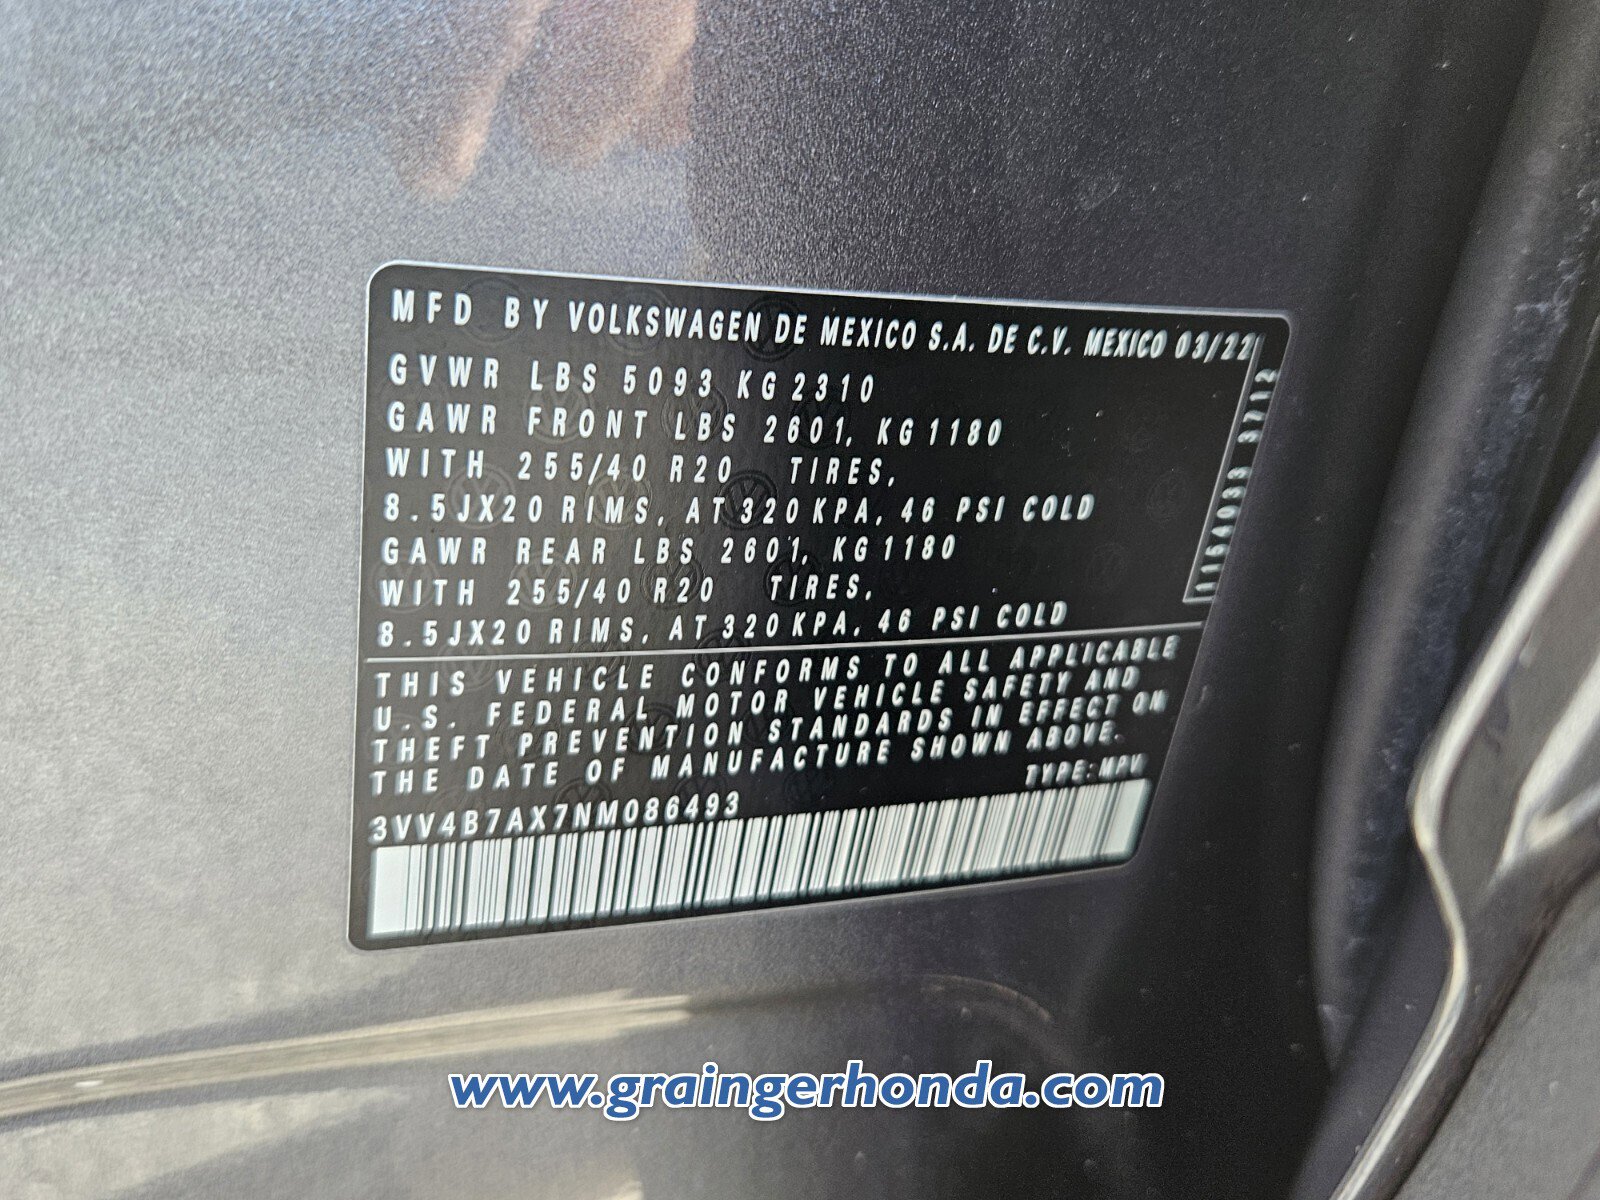 MFD BY VOLKSWAGEN DE MEXICO S.A. DE C.V. MEXICO 03/22
GVWR LBS 5093 KG 2310
GAWR FRONT LBS 2601, KG 1180
WITH 255/40 R20 TIRES,
8.5JX20 RIMS, AT 320 KPA, 46 PSI COLD
GAWR REAR LBS 2601, KG 1180
WITH 255/40 R20 TIRES,
8.5JX20 RIMS, AT 320 KPA, 46 PSI COLD
1164033 3712
THIS VEHICLE CONFORMS TO ALL APPLICABLE
U.S. FEDERAL MOTOR VEHICLE SAFETY AND
THEFT PREVENTION STANDARDS IN EFFECT ON
THE DATE OF MANUFACTURE SHOWN ABOVE.
TYPE: MPV
3VV4B7AX7NM086493
www.graingerhonda.com